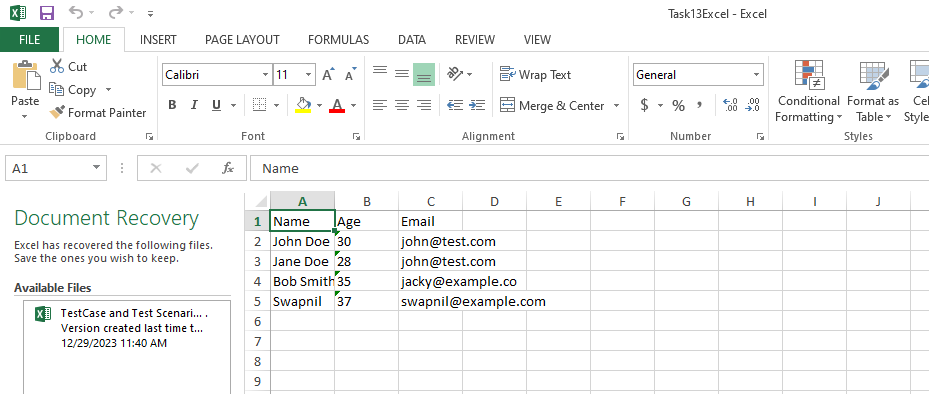 Task13Excel - Excel
FILE HOME INSERT PAGE LAYOUT FORMULAS DATA REVIEW VIEW
Paste
Cut
Copy
Format Painter
Clipboard
Calibri 11
B I U A
Font
Wrap Text
Merge & Center
Alignment
General
$ % ,
Number
Conditional Formatting
Format as Table
Cel
Style
Styles
A1 fx Name
Document Recovery
Excel has recovered the following files.
Save the ones you wish to keep.
Available Files
TestCase and Test Scenari... .
Version created last time t...
12/29/2023 11:40 AM
A B C D E F G H I J
1 Name Age Email
2 John Doe 30 john@test.com
3 Jane Doe 28 john@test.com
4 Bob Smith 35 jacky@example.co
5 Swapnil 37 swapnil@example.com
6
7
8
9